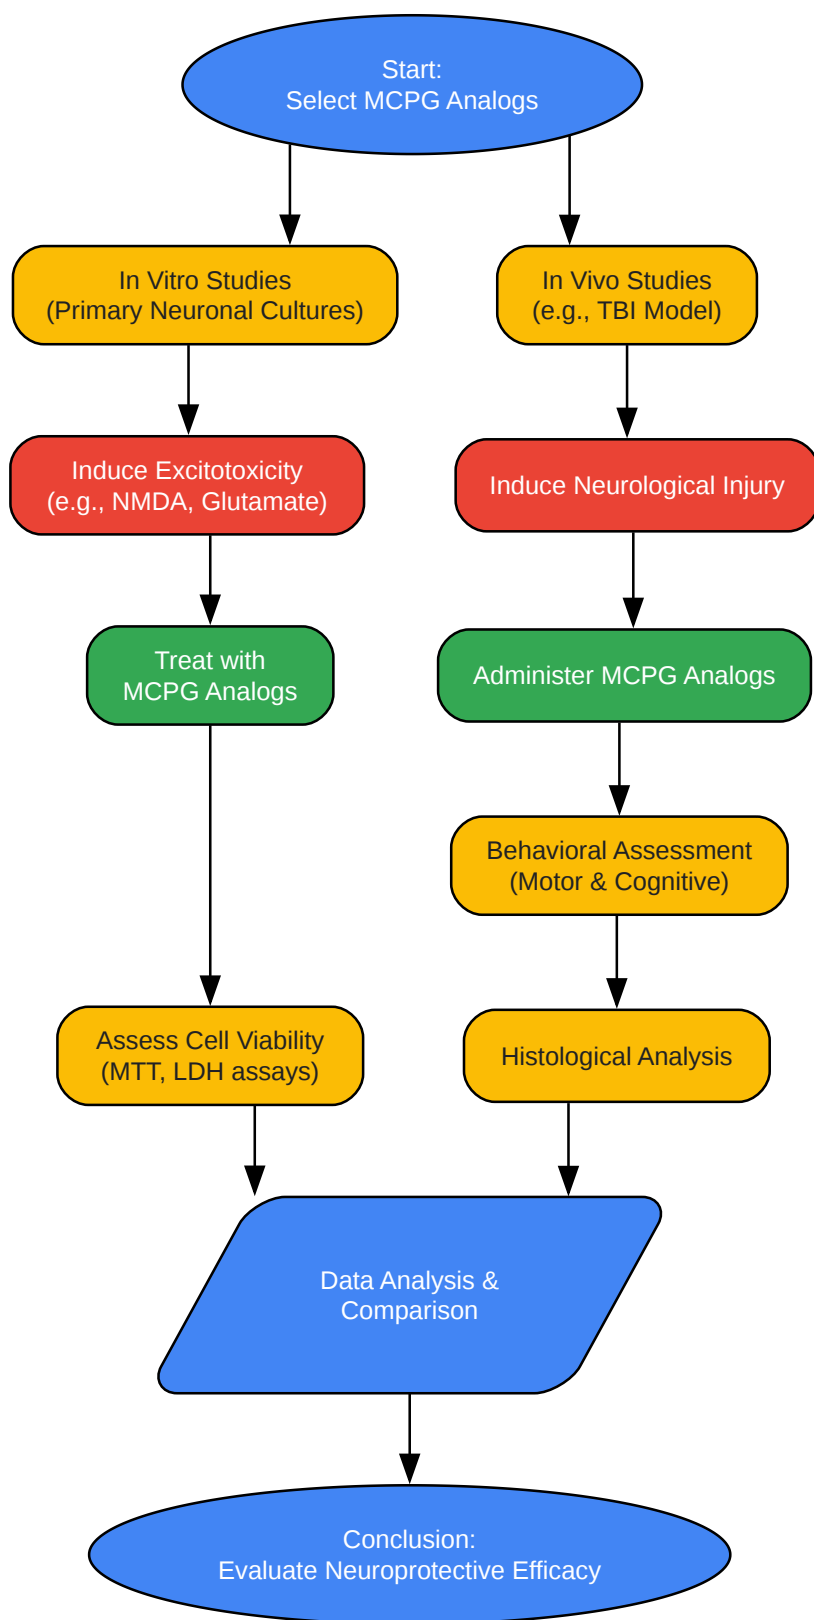 Start:
Select MCPG Analogs
In Vitro Studies
(Primary Neuronal Cultures)
In Vivo Studies
(e.g., TBI Model)
Induce Excitotoxicity
(e.g., NMDA, Glutamate)
Induce Neurological Injury
Treat with
MCPG Analogs
Administer MCPG Analogs
Behavioral Assessment
(Motor & Cognitive)
Assess Cell Viability
(MTT, LDH assays)
Histological Analysis
Data Analysis &
Comparison
Conclusion:
Evaluate Neuroprotective Efficacy